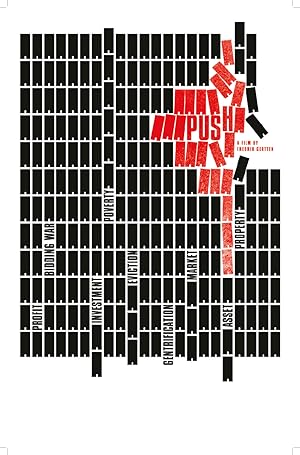 PUSH
A FILM BY
FREDRIK GERTTEN
POVERTY
PROPERTY
BIDDING WAR
EVICTION
MARKET
INVESTMENT
PROFIT
GENTRIFICATION
ASSET